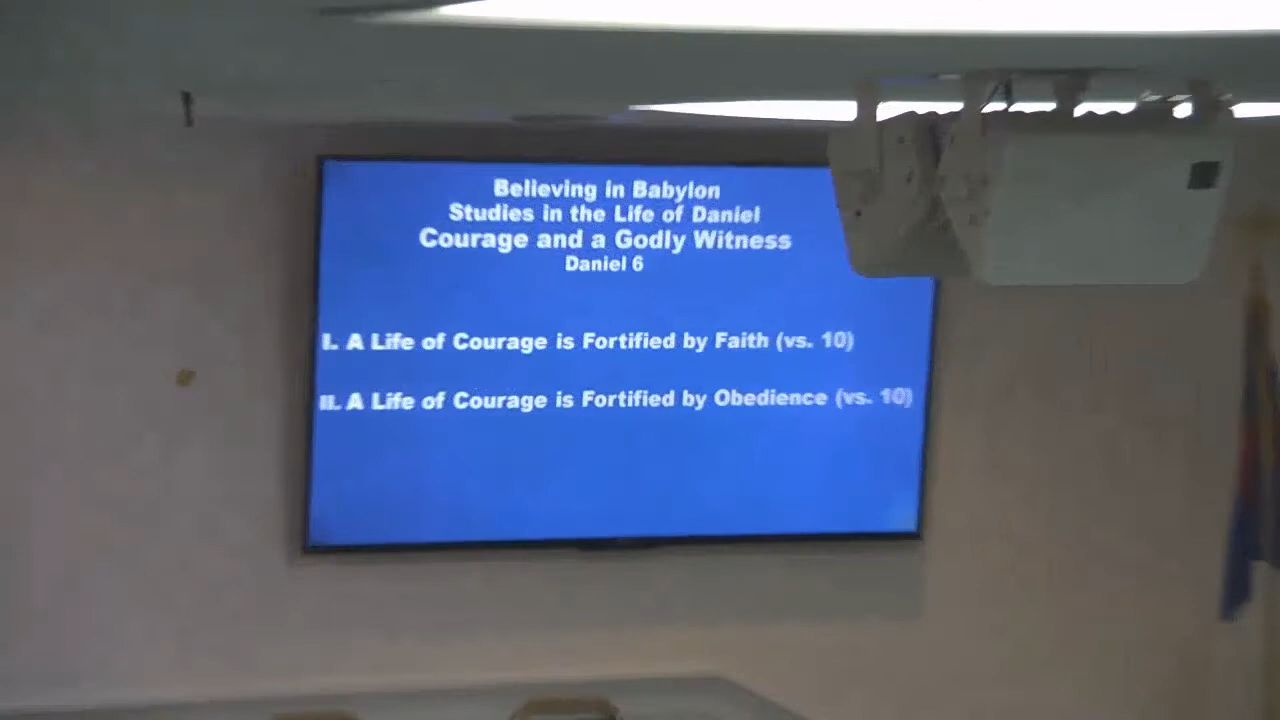 Believing in Babylon
Studies in the Life of Daniel
Courage and a Godly Witness
Daniel 6
I. A Life of Courage is Fortified by Faith (vs. 10)
II. A Life of Courage is Fortified by Obedience (vs. 10)